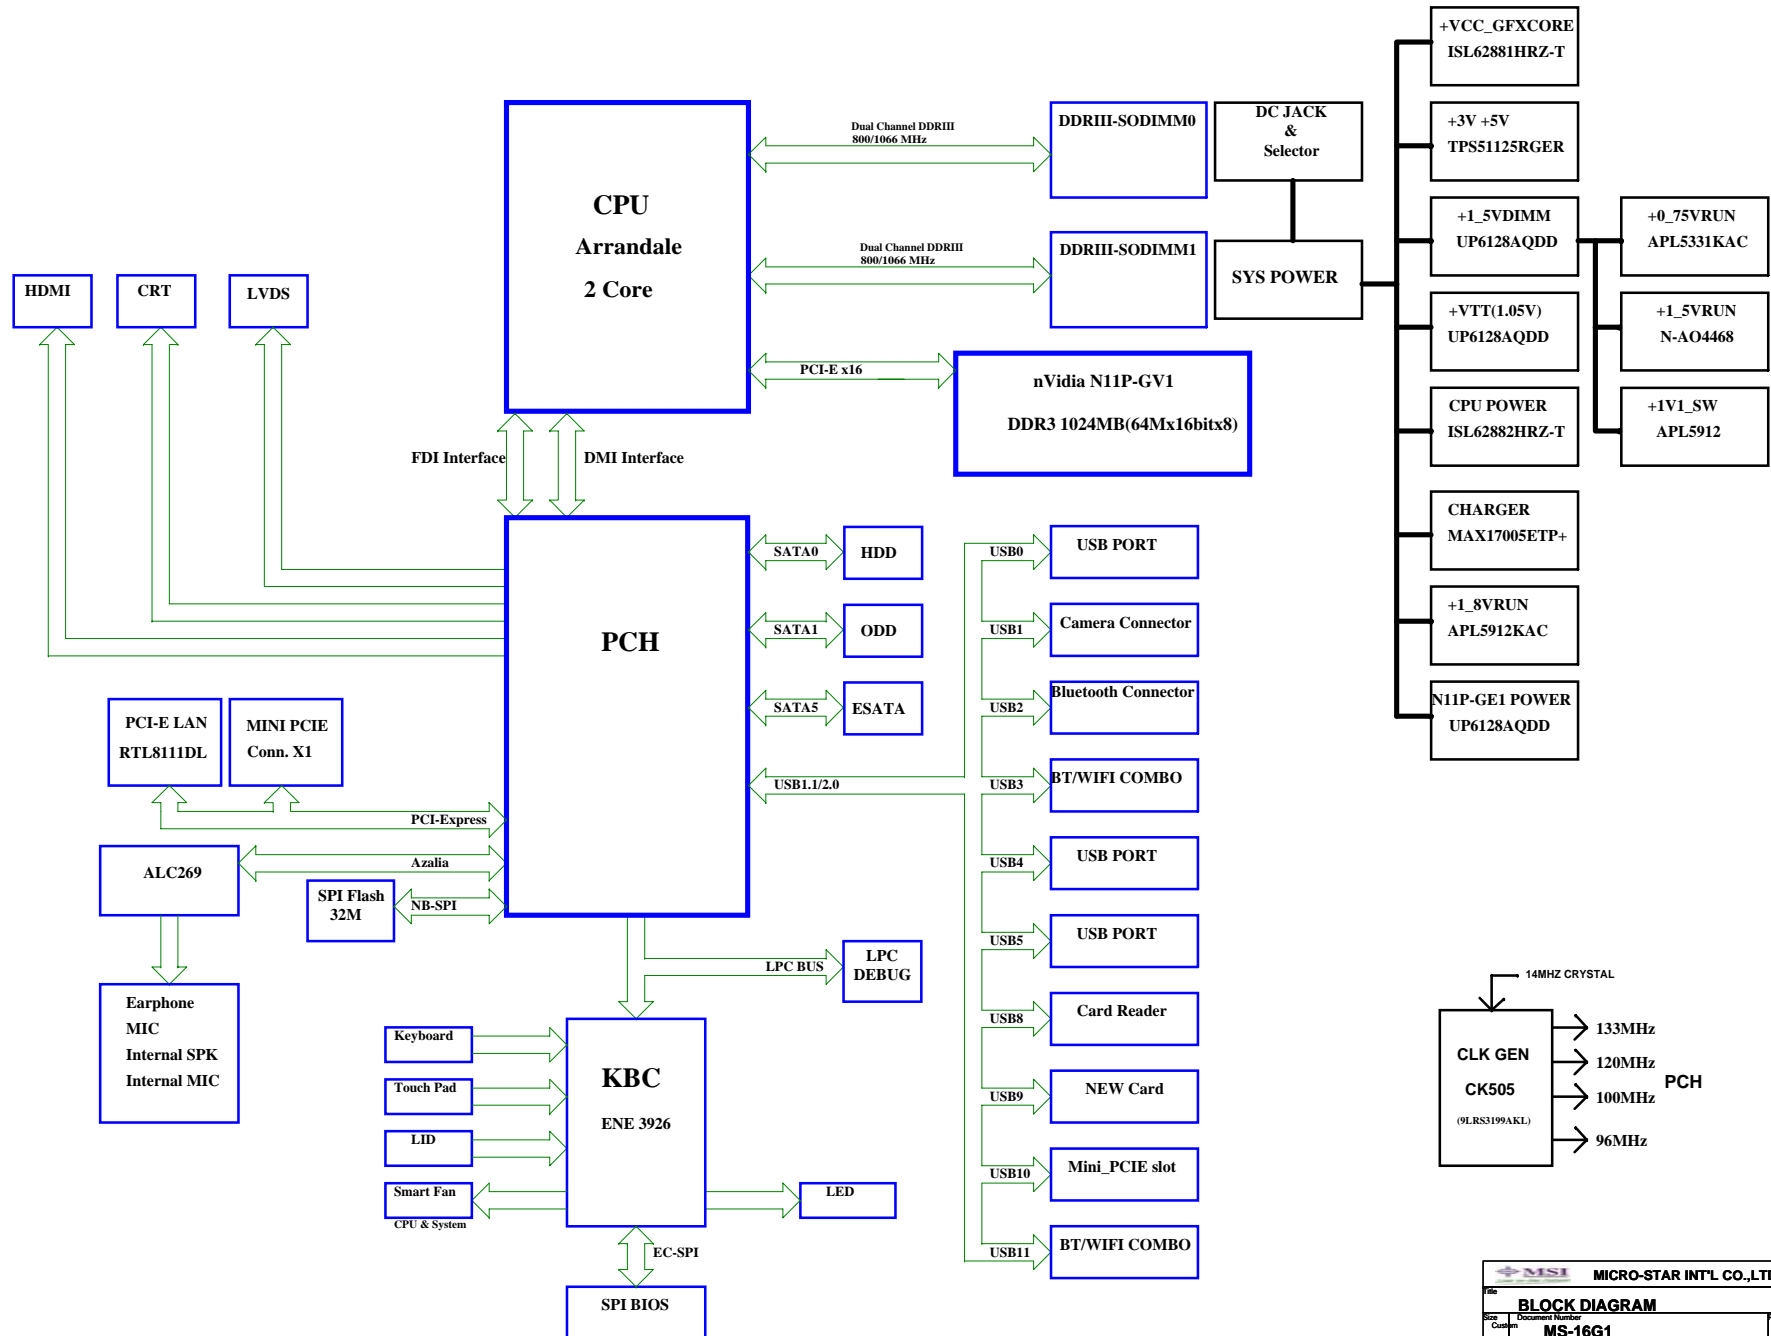 +VCC_GFXCORE
ISL62881HRZ-T
DC JACK
&
Selector
+3V +5V
TPS51125RGER
CPU
Arrandale
2 Core
Dual Channel DDRIII
800/1066 MHz
DDRIII-SODIMM0
Dual Channel DDRIII
800/1066 MHz
DDRIII-SODIMM1
SYS POWER
+1_5VDIMM
UP6128AQDD
+0_75VRUN
APL5331KAC
HDMI
CRT
LVDS
+VTT(1.05V)
UP6128AQDD
+1_5VRUN
N-AO4468
PCI-E x16
nVidia N11P-GV1
DDR3 1024MB(64Mx16bitx8)
CPU POWER
ISL62882HRZ-T
+1V1_SW
APL5912
FDI Interface
DMI Interface
CHARGER
MAX17005ETP+
+1_8VRUN
APL5912KAC
N11P-GE1 POWER
UP6128AQDD
PCH
SATA0
HDD
SATA1
ODD
SATA5
ESATA
USB1.1/2.0
USB0
USB PORT
USB1
Camera Connector
USB2
Bluetooth Connector
USB3
BT/WIFI COMBO
USB4
USB PORT
USB5
USB PORT
USB8
Card Reader
USB9
NEW Card
USB10
Mini_PCIE slot
USB11
BT/WIFI COMBO
PCI-E LAN
RTL8111DL
MINI PCIE
Conn. X1
PCI-Express
ALC269
Azalia
SPI Flash
32M
NB-SPI
Earphone
MIC
Internal SPK
Internal MIC
LPC BUS
LPC
DEBUG
Keyboard
Touch Pad
LID
Smart Fan
CPU & System
KBC
ENE 3926
LED
EC-SPI
SPI BIOS
14MHZ CRYSTAL
CLK GEN
CK505
(9LRS3199AKL)
133MHz
120MHz
100MHz
96MHz
PCH
MSI
MICRO-STAR INT'L CO.,LTD
Title
BLOCK DIAGRAM
Size
Custom
Document Number
MS-16G1